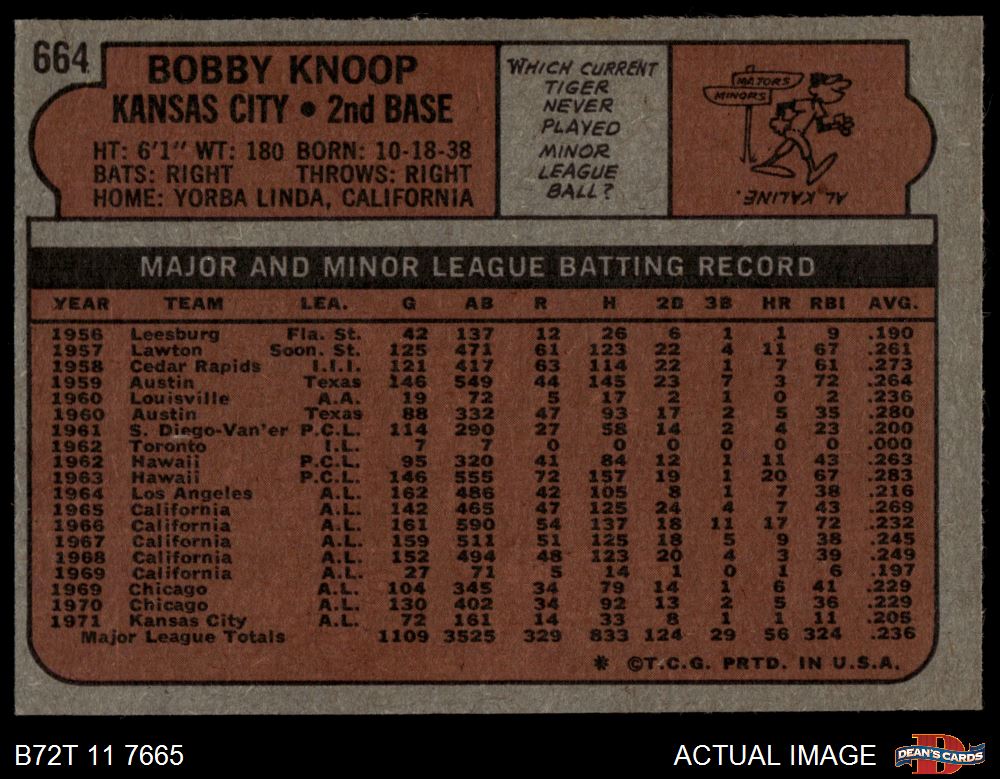 664
BOBBY KNOOP
KANSAS CITY • 2nd BASE
HT: 6'1" WT: 180 BORN: 10-18-38
BATS: RIGHT THROWS: RIGHT
HOME: YORBA LINDA, CALIFORNIA
WHICH CURRENT
TIGER
NEVER
PLAYED
MINOR
LEAGUE
BALL?
MAJORS
MINORS
AL KALINE.
MAJOR AND MINOR LEAGUE BATTING RECORD
YEAR TEAM LEA. G AB R H 2B 3B HR RBI AVG.
1956 Leesburg Fla. St. 42 137 12 26 6 1 1 9 .190
1957 Lawton Soon. St. 125 471 61 123 22 4 11 67 .261
1958 Cedar Rapids I.I.I. 121 417 63 114 22 1 7 61 .273
1959 Austin Texas 146 549 44 145 23 7 3 72 .264
1960 Louisville A.A. 19 72 5 17 2 1 0 2 .236
1960 Austin Texas 88 332 47 93 17 2 5 35 .280
1961 S. Diego-Van'er P.C.L. 114 290 27 58 14 2 4 23 .200
1962 Toronto I.L. 7 7 0 0 0 0 0 0 .000
1962 Hawaii P.C.L. 95 320 41 84 12 1 11 43 .263
1963 Hawaii P.C.L. 146 555 72 157 19 1 20 67 .283
1964 Los Angeles A.L. 162 486 42 105 8 1 7 38 .216
1965 California A.L. 142 465 47 125 24 4 7 43 .269
1966 California A.L. 161 590 54 137 18 11 17 72 .232
1967 California A.L. 159 511 51 125 18 5 9 38 .245
1968 California A.L. 152 494 48 123 20 4 3 39 .249
1969 California A.L. 27 71 5 14 1 0 1 6 .197
1969 Chicago A.L. 104 345 34 79 14 1 6 41 .229
1970 Chicago A.L. 130 402 34 92 13 2 5 36 .229
1971 Kansas City A.L. 72 161 14 33 8 1 1 11 .205
Major League Totals 1109 3525 329 833 124 29 56 324 .236
* ©T.C.G. PRTD. IN U.S.A.
B72T 11 7665
ACTUAL IMAGE
DEAN'S CARDS